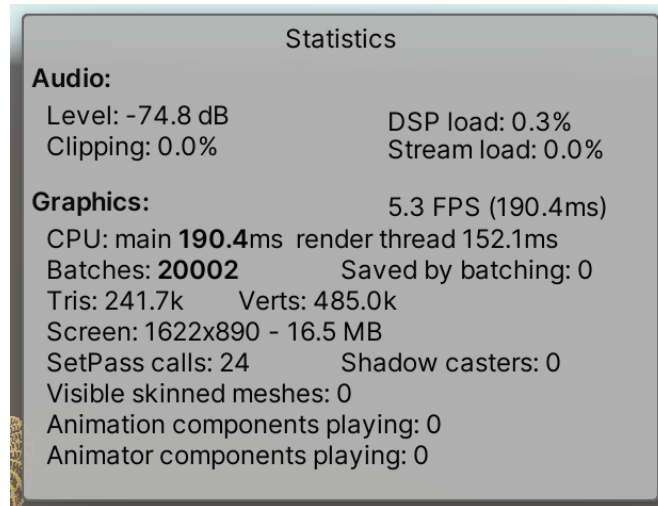 Statistics
Audio:
Level: -74.8 dB DSP load: 0.3%
Clipping: 0.0% Stream load: 0.0%
Graphics: 5.3 FPS (190.4ms)
CPU: main 190.4ms render thread 152.1ms
Batches: 20002 Saved by batching: 0
Tris: 241.7k Verts: 485.0k
Screen: 1622x890 - 16.5 MB
SetPass calls: 24 Shadow casters: 0
Visible skinned meshes: 0
Animation components playing: 0
Animator components playing: 0